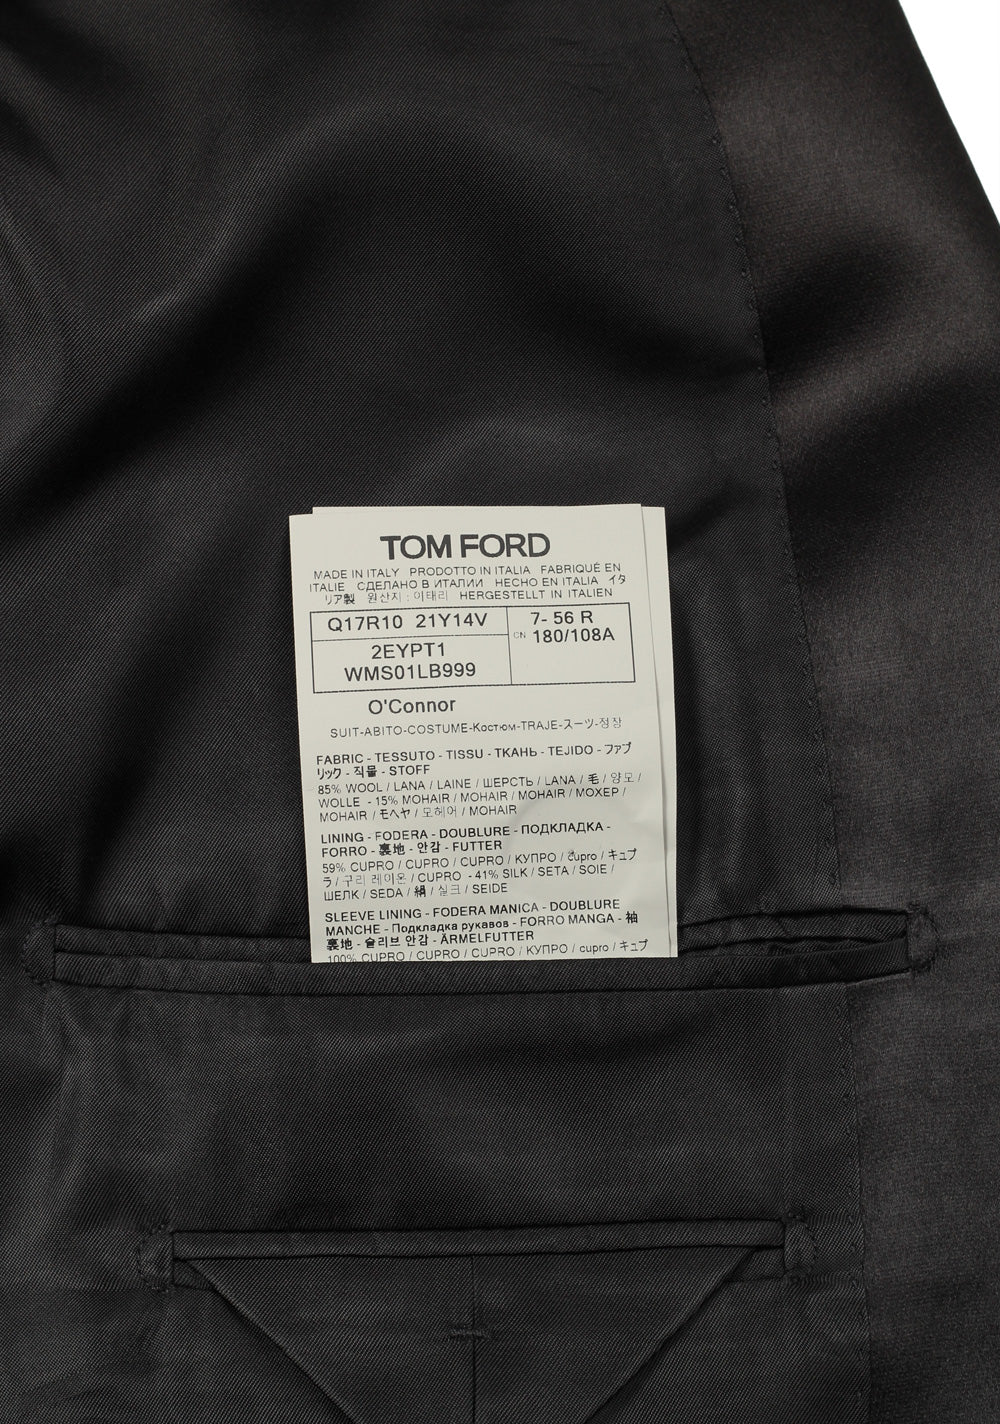 TOM FORD
MADE IN ITALY PRODOTTO IN ITALIA FABRIQUÉ EN
ITALIE СДЕЛАНО В ИТАЛИИ HECHO EN ITALIA イタ
リア製 원산지 : 이태리 HERGESTELLT IN ITALIEN
Q17R10 21Y14V
7- 56 R
CN 180/108A
2EYPT1
WMS01LB999
O'Connor
SUIT-ABITO-COSTUME-Костюм-TRAJE-スーツ-정장
FABRIC - TESSUTO - TISSU - ТКАНЬ - TEJIDO - ファブ
リック - 직물 - STOFF
85% WOOL / LANA / LAINE / ШЕРСТЬ / LANA / 毛 / 양모 /
WOLLE - 15% MOHAIR / MOHAIR / MOHAIR / МОХЕР /
MOHAIR / モヘヤ / 모헤어 / MOHAIR
LINING - FODERA - DOUBLURE - ПОДКЛАДКА -
FORRO - 裏地 - 안감 - FUTTER
59% CUPRO / CUPRO / CUPRO / КУПРО / cupro / キュプ
ラ / 구리 레이온 / CUPRO - 41% SILK / SETA / SOIE /
ШЕЛК / SEDA / 絹 / 실크 / SEIDE
SLEEVE LINING - FODERA MANICA - DOUBLURE
MANCHE - Подкладка рукавов - FORRO MANGA - 袖
裏地 - 슬리브 안감 - ÄRMELFUTTER
100% CUPRO / CUPRO / CUPRO / КУПРО / cupro / キュプ